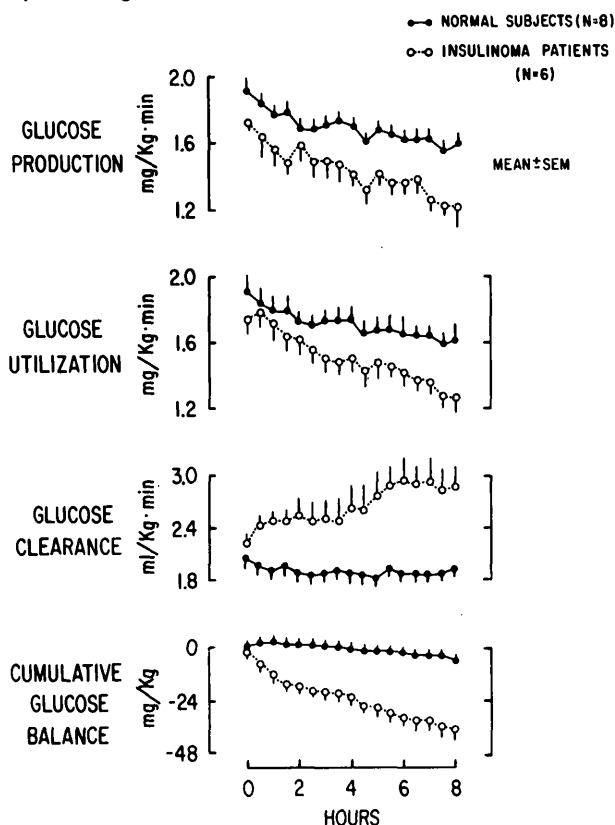 NORMAL SUBJECTS (N=8)
INSULINOMA PATIENTS
(N=6)
MEAN±SEM
GLUCOSE
PRODUCTION
mg/Kg·min
2.0
1.6
1.2
GLUCOSE
UTILIZATION
mg/Kg·min
2.0
1.6
1.2
GLUCOSE
CLEARANCE
ml/Kg·min
3.0
2.4
1.8
CUMULATIVE
GLUCOSE
BALANCE
mg/Kg
0
-24
-48
0 2 4 6 8
HOURS